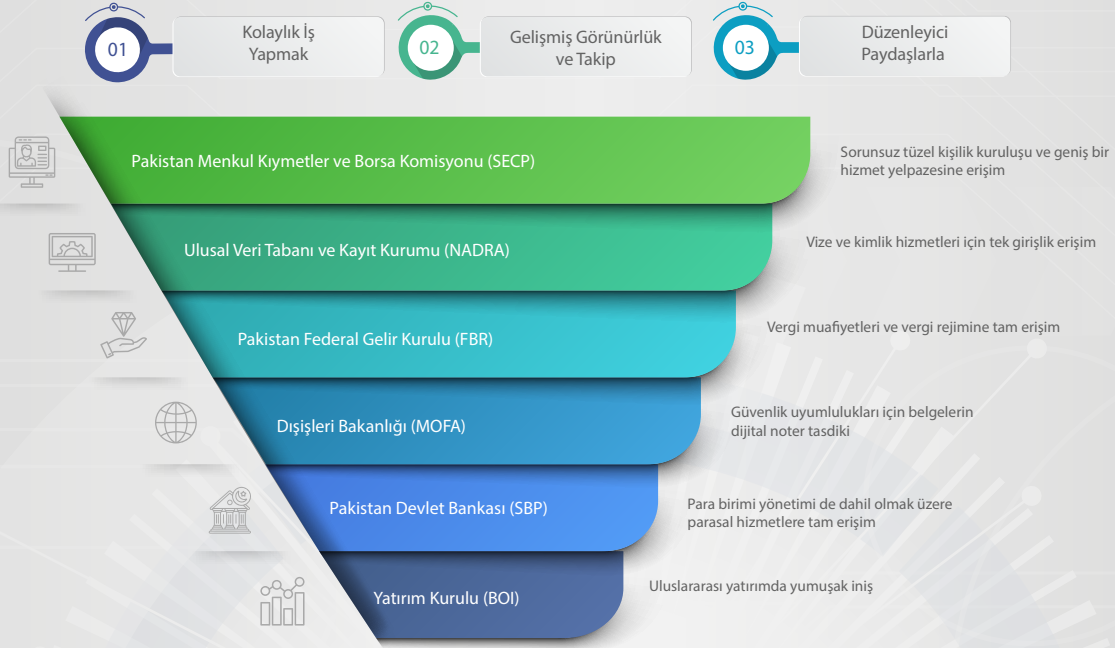 01
Kolaylık İş
Yapmak
02
Gelişmiş Görünürlük
ve Takip
03
Düzenleyici
Paydaşlarla
Pakistan Menkul Kıymetler ve Borsa Komisyonu (SECP)
Sorunsuz tüzel kişilik kuruluşu ve geniş bir
hizmet yelpazesine erişim
Ulusal Veri Tabanı ve Kayıt Kurumu (NADRA)
Vize ve kimlik hizmetleri için tek girişlik erişim
Pakistan Federal Gelir Kurulu (FBR)
Vergi muafiyetleri ve vergi rejimine tam erişim
Dışişleri Bakanlığı (MOFA)
Güvenlik uyumlulukları için belgelerin
dijital noter tasdiki
Pakistan Devlet Bankası (SBP)
Para birimi yönetimi de dahil olmak üzere
parasal hizmetlere tam erişim
Yatırım Kurulu (BOI)
Uluslararası yatırımda yumuşak iniş